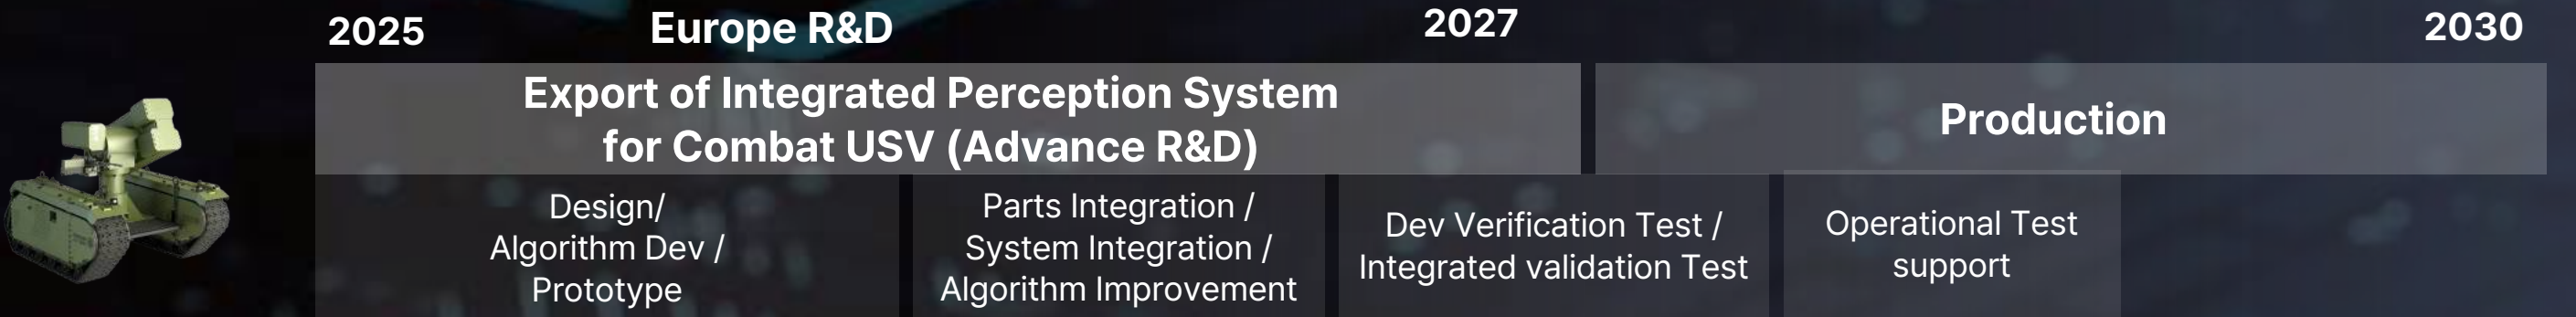 2025
Europe R&D
2027
2030
Export of Integrated Perception System
for Combat USV (Advance R&D)
Production
Design/
Algorithm Dev /
Prototype
Parts Integration /
System Integration /
Algorithm Improvement
Dev Verification Test /
Integrated validation Test
Operational Test
support